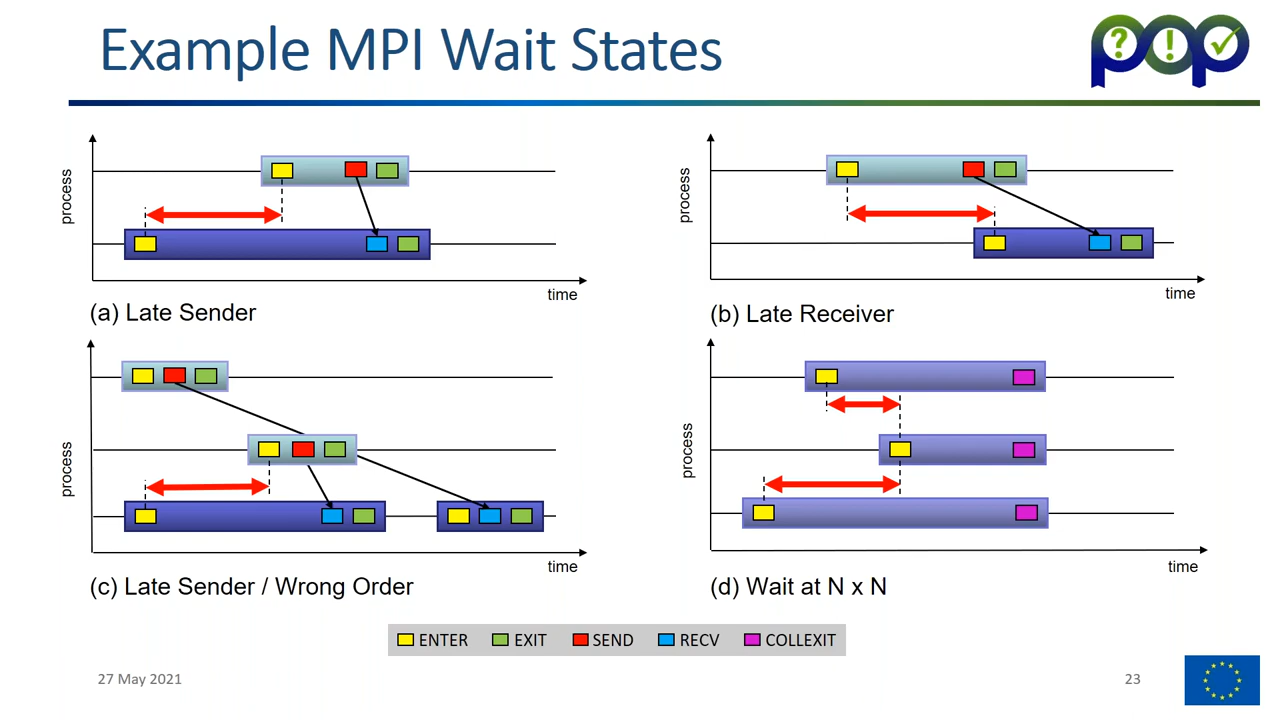 Example MPI Wait States
pop
process
time
(a) Late Sender
process
time
(b) Late Receiver
process
time
(c) Late Sender / Wrong Order
process
time
(d) Wait at N x N
ENTER EXIT SEND RECV COLLEXIT
27 May 2021
23